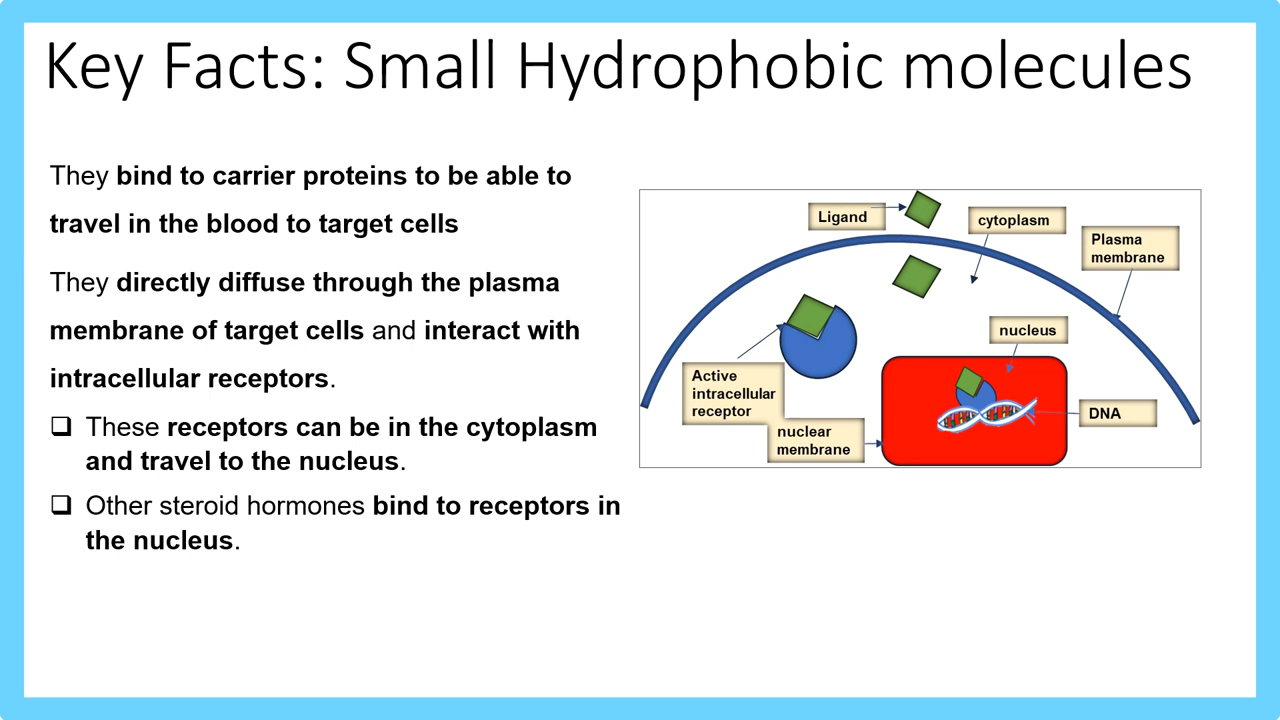 Key Facts: Small Hydrophobic molecules
They bind to carrier proteins to be able to
travel in the blood to target cells
They directly diffuse through the plasma
membrane of target cells and interact with
intracellular receptors.
These receptors can be in the cytoplasm
and travel to the nucleus.
Other steroid hormones bind to receptors in
the nucleus.
Ligand
cytoplasm
Plasma
membrane
nucleus
Active
intracellular
receptor
DNA
nuclear
membrane